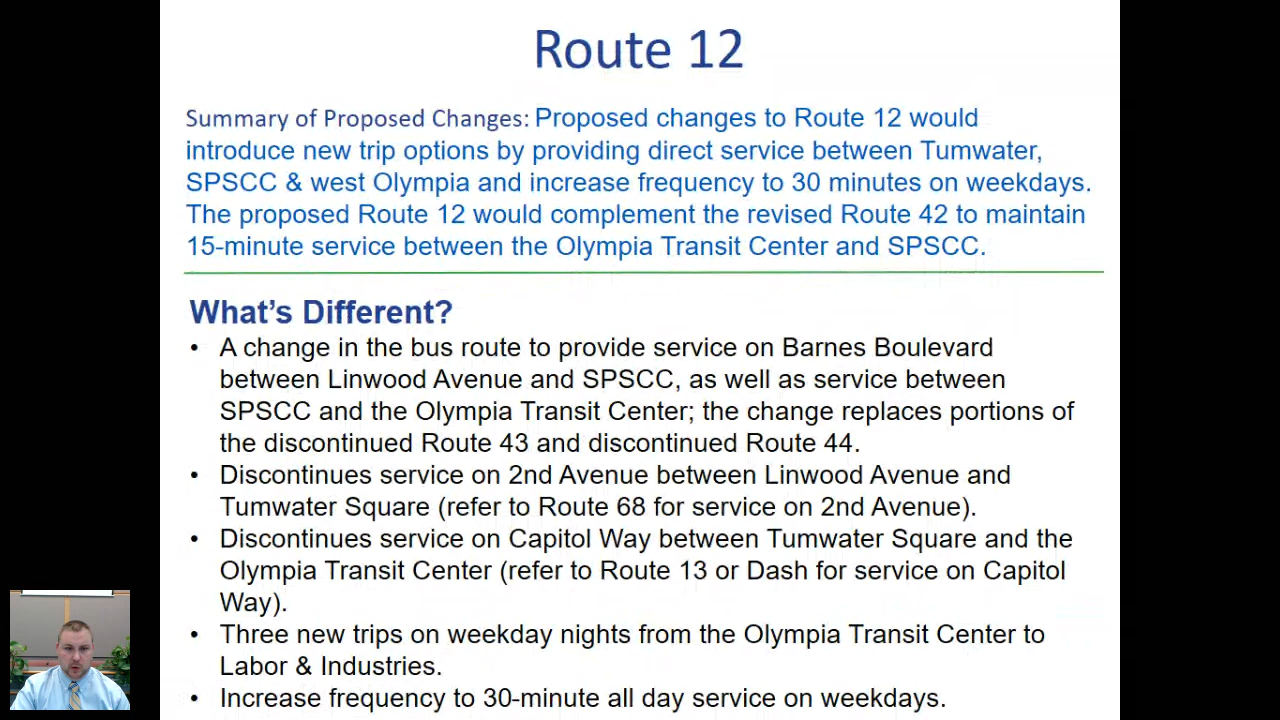 Route 12
Summary of Proposed Changes: Proposed changes to Route 12 would
introduce new trip options by providing direct service between Tumwater,
SPSCC & west Olympia and increase frequency to 30 minutes on weekdays.
The proposed Route 12 would complement the revised Route 42 to maintain
15-minute service between the Olympia Transit Center and SPSCC.
What's Different?
• A change in the bus route to provide service on Barnes Boulevard
between Linwood Avenue and SPSCC, as well as service between
SPSCC and the Olympia Transit Center; the change replaces portions of
the discontinued Route 43 and discontinued Route 44.
• Discontinues service on 2nd Avenue between Linwood Avenue and
Tumwater Square (refer to Route 68 for service on 2nd Avenue).
• Discontinues service on Capitol Way between Tumwater Square and the
Olympia Transit Center (refer to Route 13 or Dash for service on Capitol
Way).
• Three new trips on weekday nights from the Olympia Transit Center to
Labor & Industries.
• Increase frequency to 30-minute all day service on weekdays.